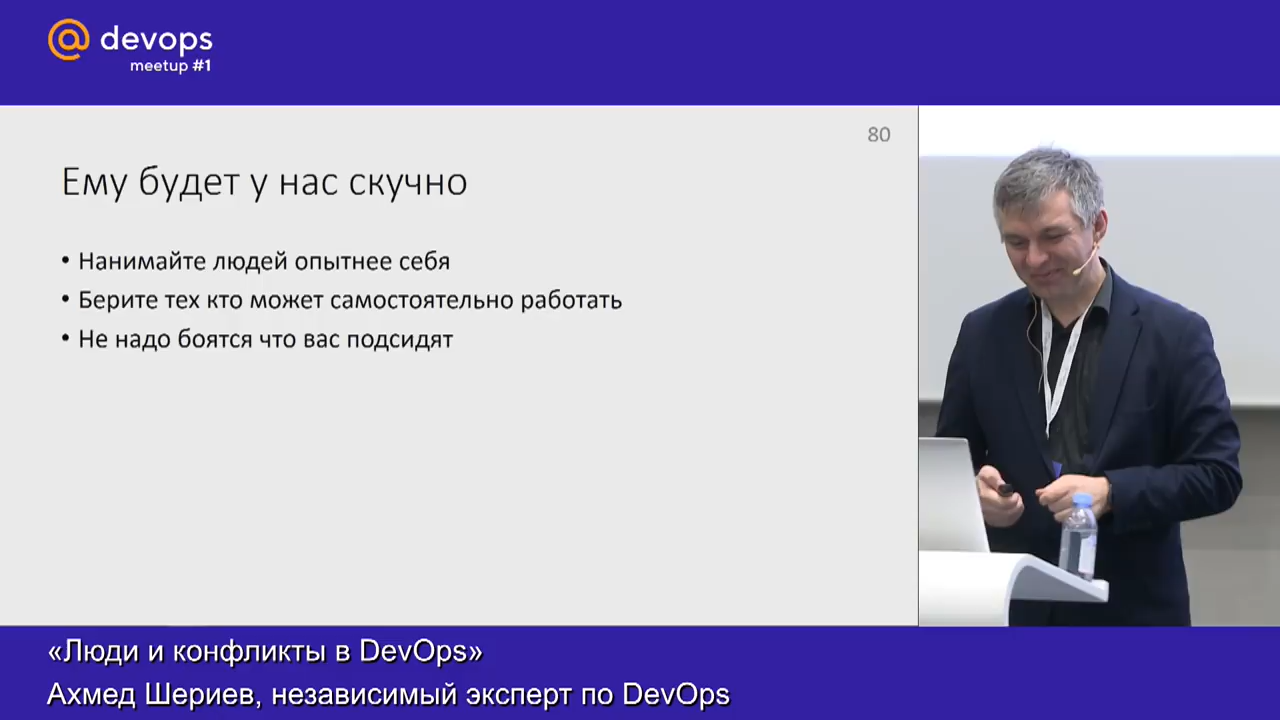 @ devops
meetup #1
80
Ему будет у нас скучно
• Нанимайте людей опытнее себя
• Берите тех кто может самостоятельно работать
• Не надо боятся что вас подсидят
«Люди и конфликты в DevOps»
Ахмед Шериев, независимый эксперт по DevOps